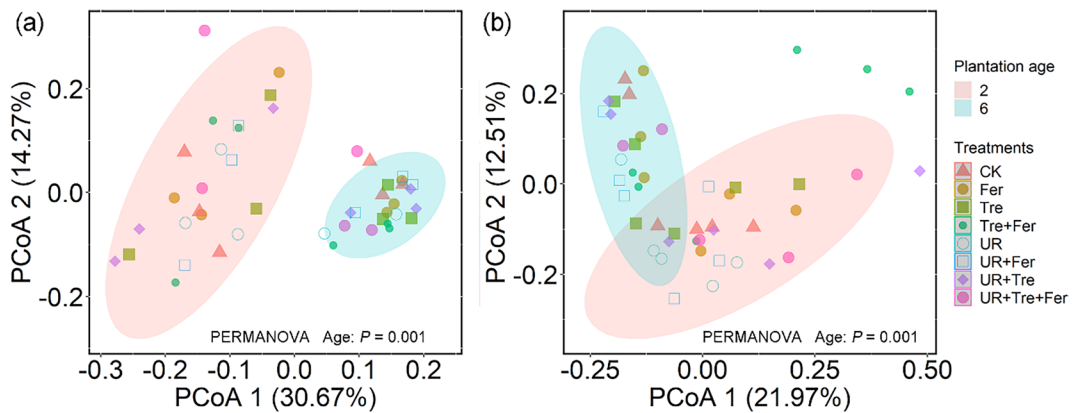 (a)
PCoA 2 (14.27%)
0.2
0.0
-0.2
PERMANOVA Age: P = 0.001
-0.3 -0.2 -0.1 0.0 0.1 0.2
PCoA 1 (30.67%)
(b)
PCoA 2 (12.51%)
0.2
0.0
-0.2
PERMANOVA Age: P = 0.001
-0.25 0.00 0.25 0.50
PCoA 1 (21.97%)
Plantation age
2
6
Treatments
CK
Fer
Tre
Tre+Fer
UR
UR+Fer
UR+Tre
UR+Tre+Fer